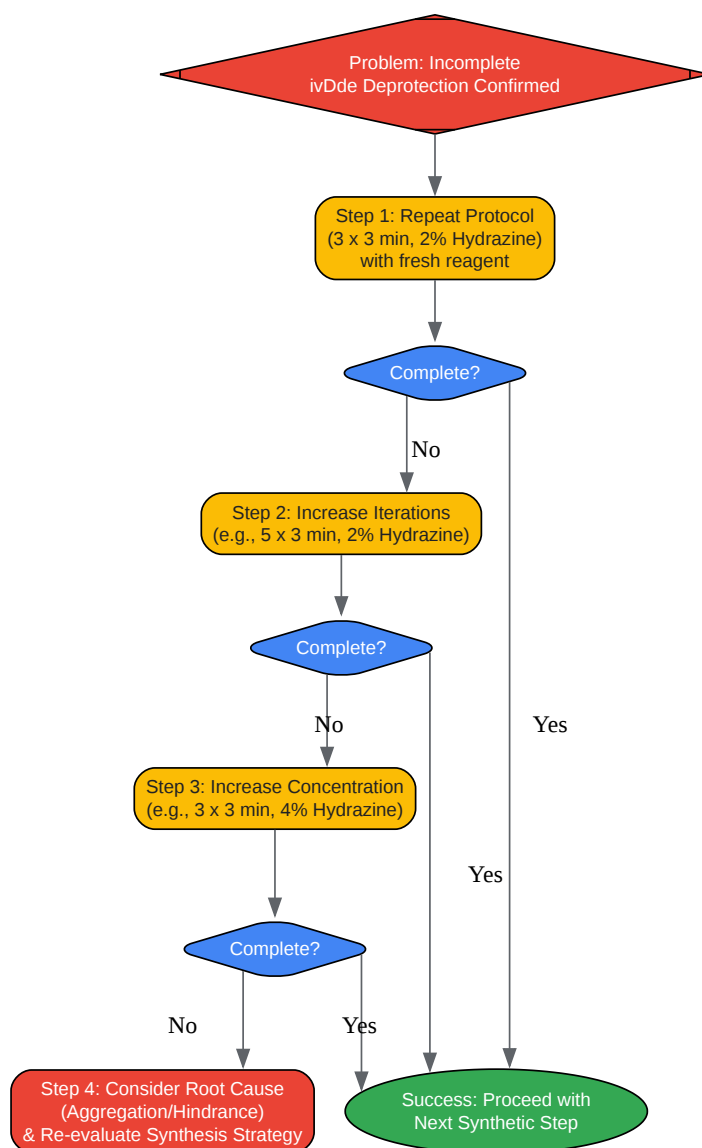 Problem: Incomplete
ivDde Deprotection Confirmed
Step 1: Repeat Protocol
(3 x 3 min, 2% Hydrazine)
with fresh reagent
Complete?
No
Step 2: Increase Iterations
(e.g., 5 x 3 min, 2% Hydrazine)
Complete?
No
Yes
Step 3: Increase Concentration
(e.g., 3 x 3 min, 4% Hydrazine)
Yes
Complete?
No
Yes
Step 4: Consider Root Cause
(Aggregation/Hindrance)
& Re-evaluate Synthesis Strategy
Success: Proceed with
Next Synthetic Step